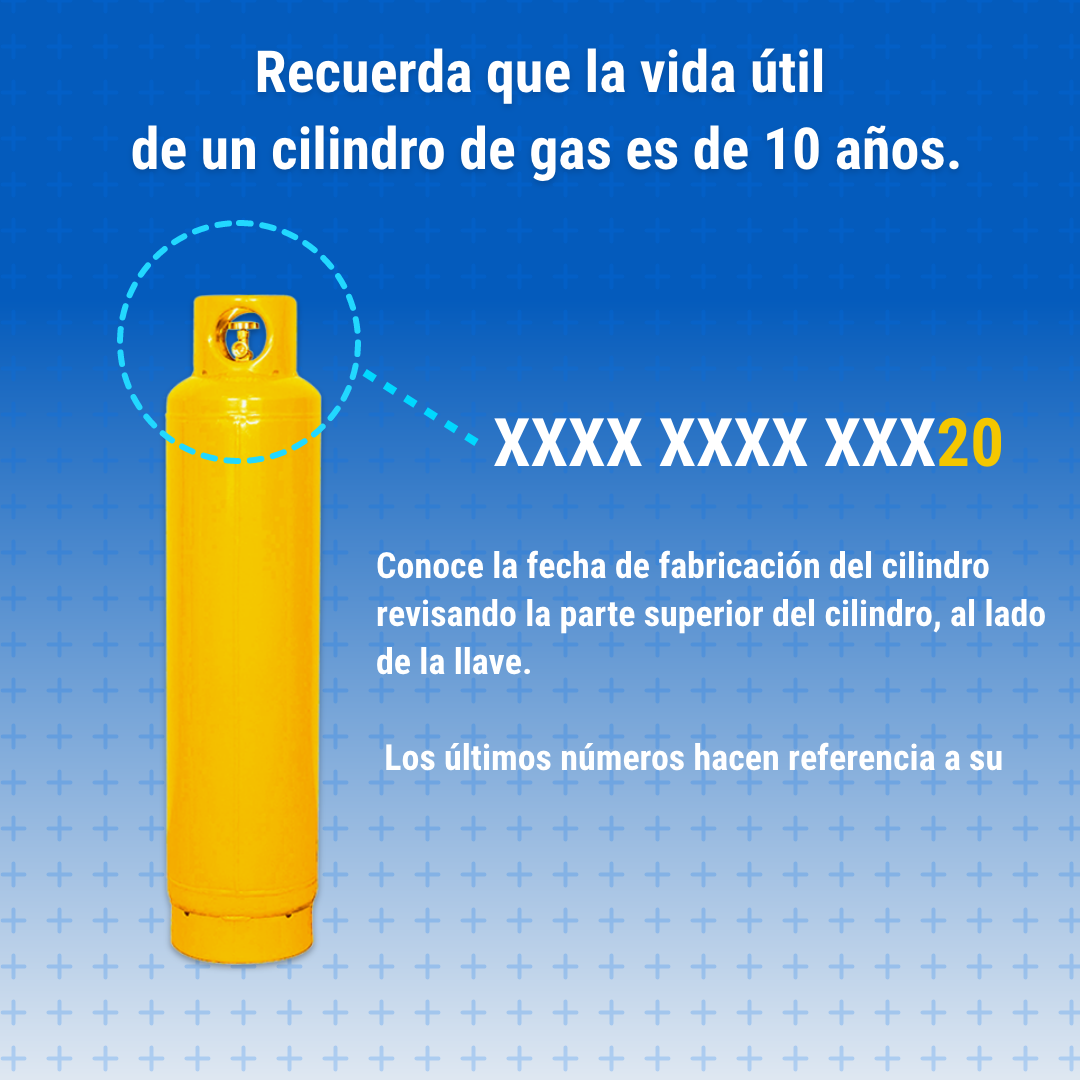 Recuerda que la vida útil
de un cilindro de gas es de 10 años.
XXXX XXXX XXX20
Conoce la fecha de fabricación del cilindro
revisando la parte superior del cilindro, al lado
de la llave.
Los últimos números hacen referencia a su